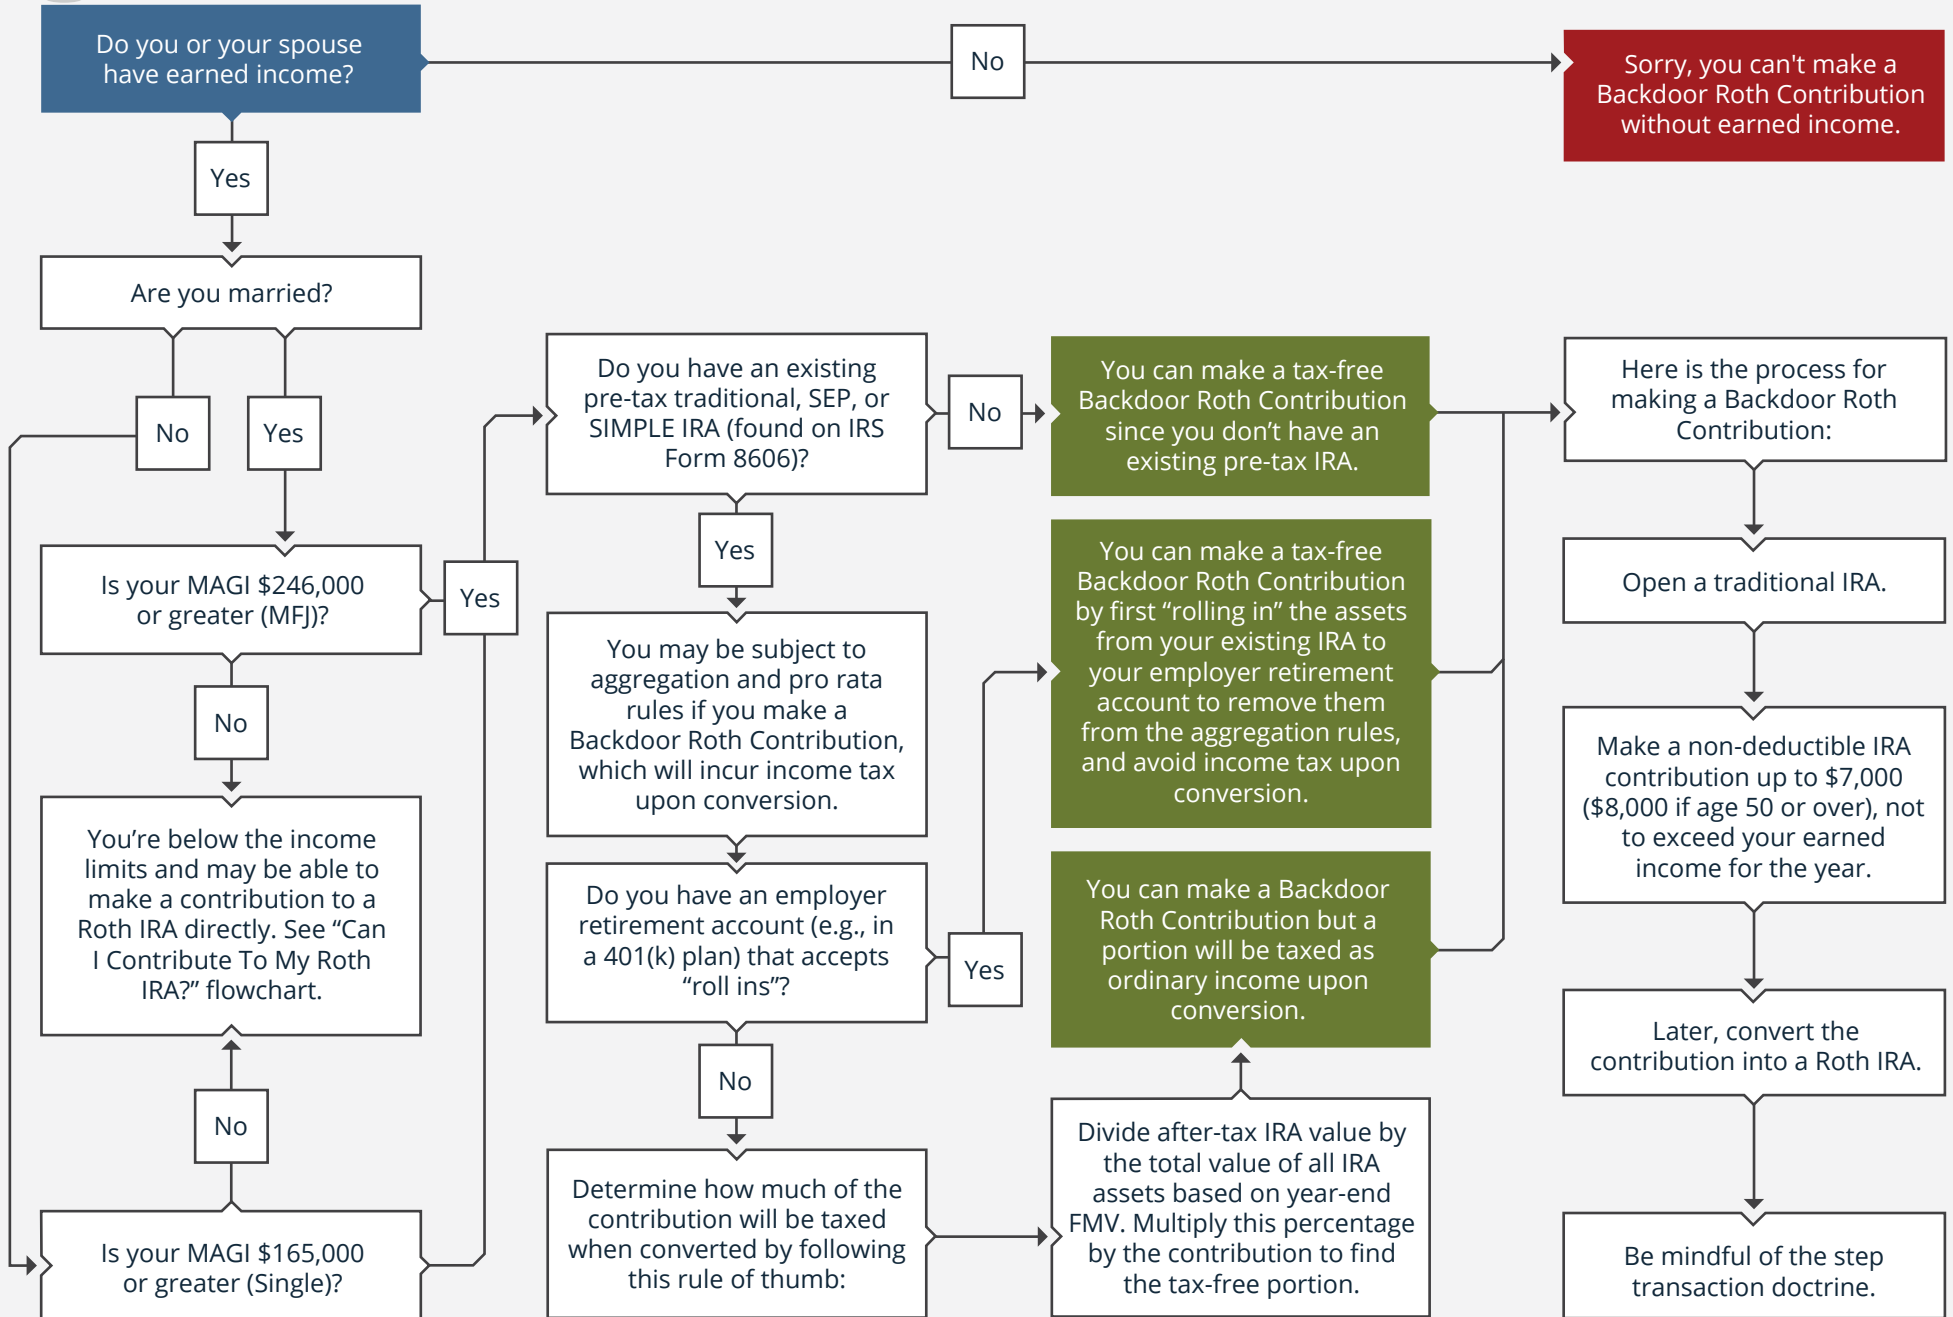 Do you or your spouse
have earned income?
No
Sorry, you can't make a
Backdoor Roth Contribution
without earned income.
Yes
Are you married?
No
Yes
Is your MAGI $246,000
or greater (MFJ)?
Yes
No
You’re below the income
limits and may be able to
make a contribution to a
Roth IRA directly. See “Can
I Contribute To My Roth
IRA?” flowchart.
No
Is your MAGI $165,000
or greater (Single)?
Do you have an existing
pre-tax traditional, SEP, or
SIMPLE IRA (found on IRS
Form 8606)?
No
Yes
You may be subject to
aggregation and pro rata
rules if you make a
Backdoor Roth Contribution,
which will incur income tax
upon conversion.
Do you have an employer
retirement account (e.g., in
a 401(k) plan) that accepts
“roll ins”?
Yes
No
Determine how much of the
contribution will be taxed
when converted by following
this rule of thumb:
You can make a tax-free
Backdoor Roth Contribution
since you don’t have an
existing pre-tax IRA.
You can make a tax-free
Backdoor Roth Contribution
by first “rolling in” the assets
from your existing IRA to
your employer retirement
account to remove them
from the aggregation rules,
and avoid income tax upon
conversion.
You can make a Backdoor
Roth Contribution but a
portion will be taxed as
ordinary income upon
conversion.
Divide after-tax IRA value by
the total value of all IRA
assets based on year-end
FMV. Multiply this percentage
by the contribution to find
the tax-free portion.
Here is the process for
making a Backdoor Roth
Contribution:
Open a traditional IRA.
Make a non-deductible IRA
contribution up to $7,000
($8,000 if age 50 or over), not
to exceed your earned
income for the year.
Later, convert the
contribution into a Roth IRA.
Be mindful of the step
transaction doctrine.